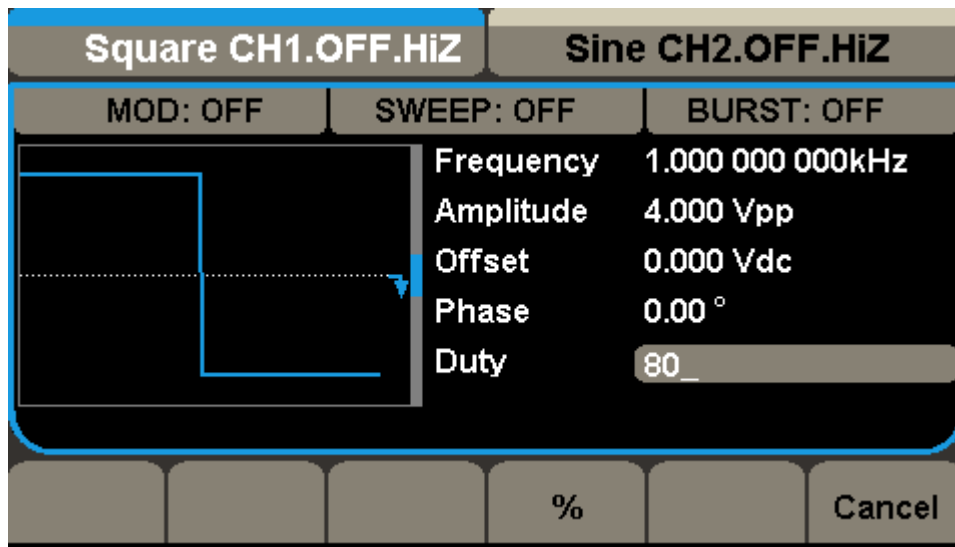 Square CH1.OFF.HiZ Sine CH2.OFF.HiZ
MOD: OFF SWEEP: OFF BURST: OFF
Frequency 1.000 000 000kHz
Amplitude 4.000 Vpp
Offset 0.000 Vdc
Phase 0.00 °
Duty 80_
% Cancel